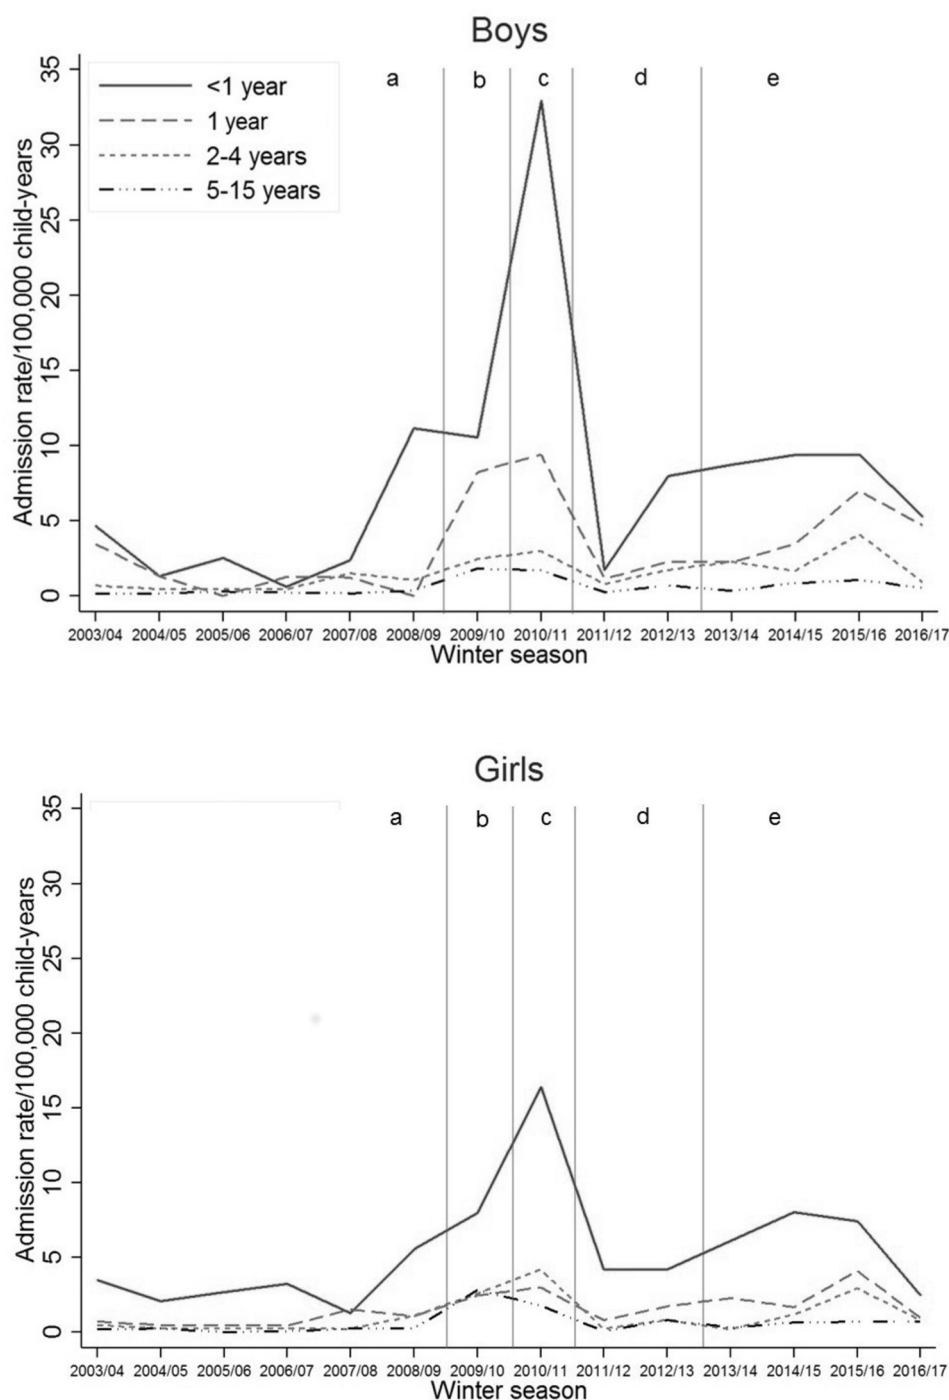 Boys
Admission rate/100,000 child-years
35
30
25
20
15
10
5
0
<1 year
1 year
2-4 years
5-15 years
a b c d e
2003/04 2004/05 2005/06 2006/07 2007/08 2008/09 2009/10 2010/11 2011/12 2012/13 2013/14 2014/15 2015/16 2016/17
Winter season
Girls
Admission rate/100,000 child-years
35
30
25
20
15
10
5
0
a b c d e
2003/04 2004/05 2005/06 2006/07 2007/08 2008/09 2009/10 2010/11 2011/12 2012/13 2013/14 2014/15 2015/16 2016/17
Winter season